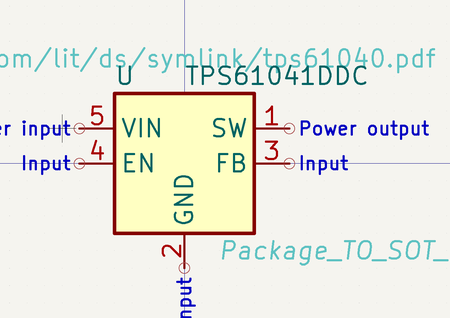 om/lit/ds/symlink/tps61040.pdf
U TPS61041DDC
er input 5 VIN SW 1 Power output
Input 4 EN FB 3 Input
GND
2
Package_TO_SOT_
nput